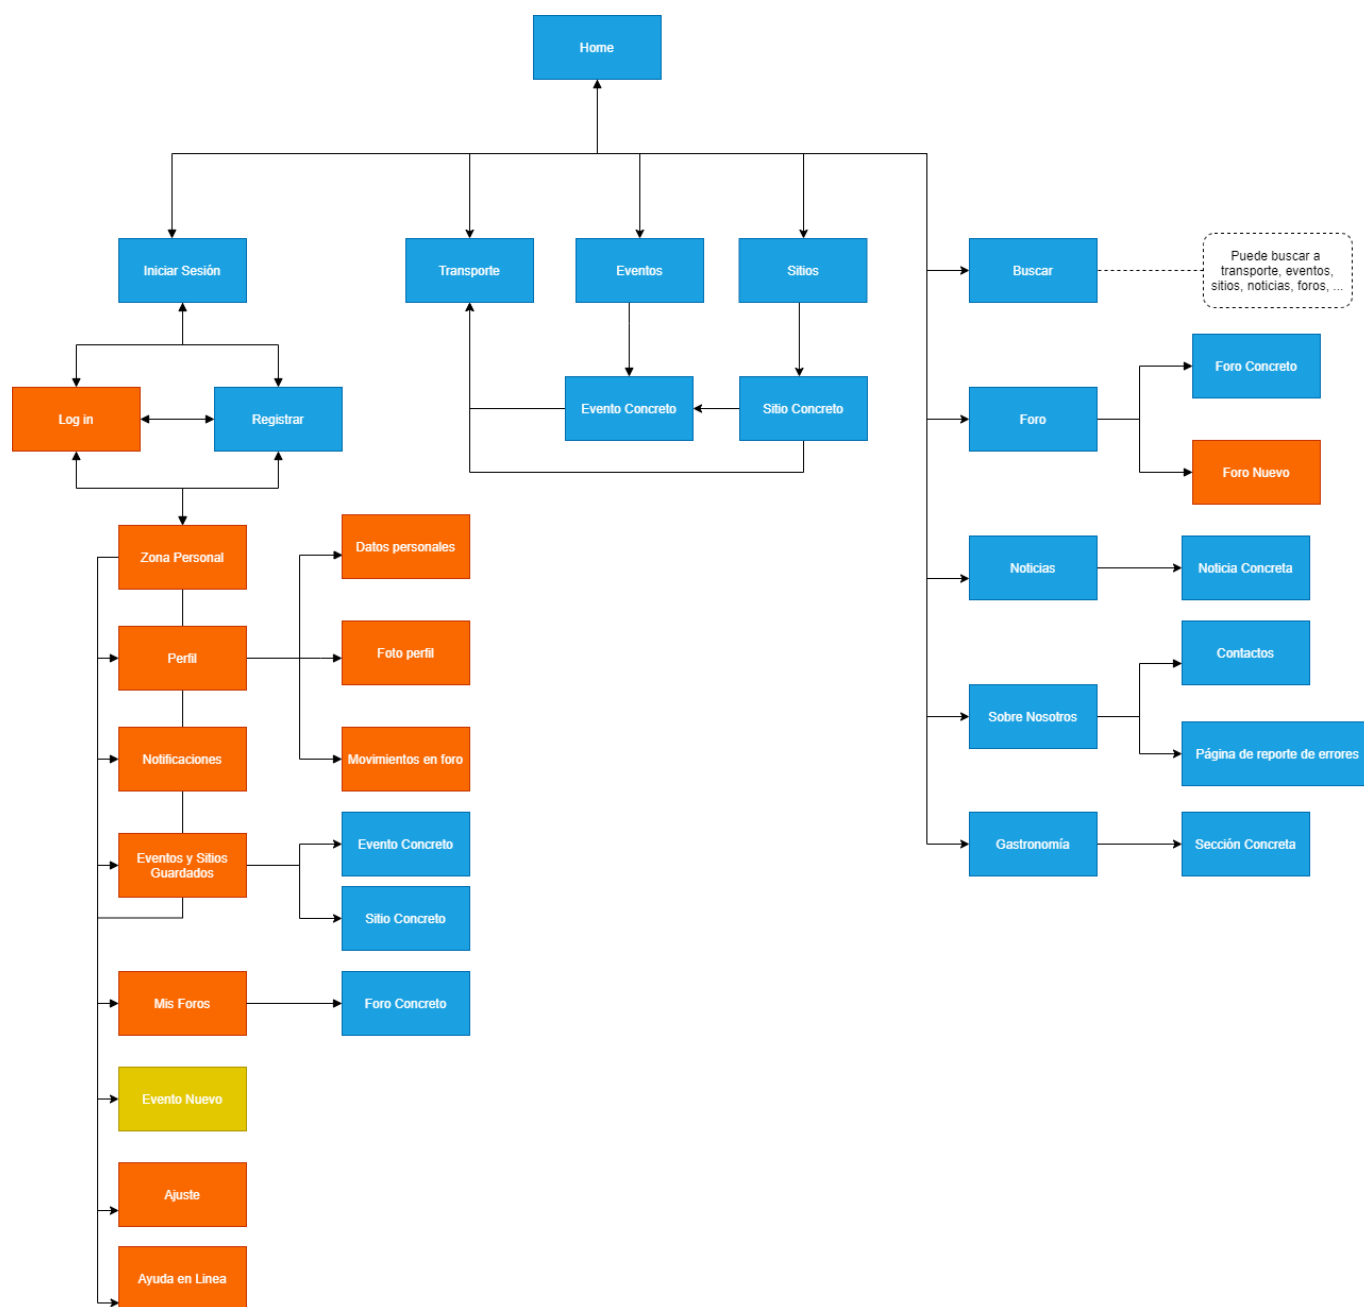 Home
Iniciar Sesión
Transporte
Eventos
Sitios
Buscar
Puede buscar a
transporte, eventos,
sitios, noticias, foros, ...
Log in
Registrar
Evento Concreto
Sitio Concreto
Foro
Foro Concreto
Foro Nuevo
Zona Personal
Datos personales
Noticias
Noticia Concreta
Perfil
Foto perfil
Contactos
Sobre Nosotros
Notificaciones
Movimientos en foro
Página de reporte de errores
Eventos y Sitios
Guardados
Evento Concreto
Sitio Concreto
Gastronomía
Sección Concreta
Mis Foros
Foro Concreto
Evento Nuevo
Ajuste
Ayuda en Linea